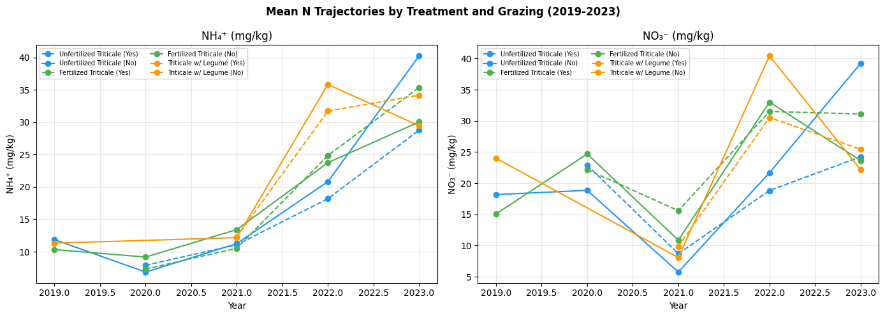 Mean N Trajectories by Treatment and Grazing (2019-2023)
NH₄⁺ (mg/kg)
Unfertilized Triticale (Yes)
Unfertilized Triticale (No)
Fertilized Triticale (Yes)
Fertilized Triticale (No)
Triticale w/ Legume (Yes)
Triticale w/ Legume (No)
NH₄⁺ (mg/kg)
40
35
30
25
20
15
10
2019.0 2019.5 2020.0 2020.5 2021.0 2021.5 2022.0 2022.5 2023.0
Year
NO₃⁻ (mg/kg)
Unfertilized Triticale (Yes)
Unfertilized Triticale (No)
Fertilized Triticale (Yes)
Fertilized Triticale (No)
Triticale w/ Legume (Yes)
Triticale w/ Legume (No)
NO₃⁻ (mg/kg)
40
35
30
25
20
15
10
5
2019.0 2019.5 2020.0 2020.5 2021.0 2021.5 2022.0 2022.5 2023.0
Year